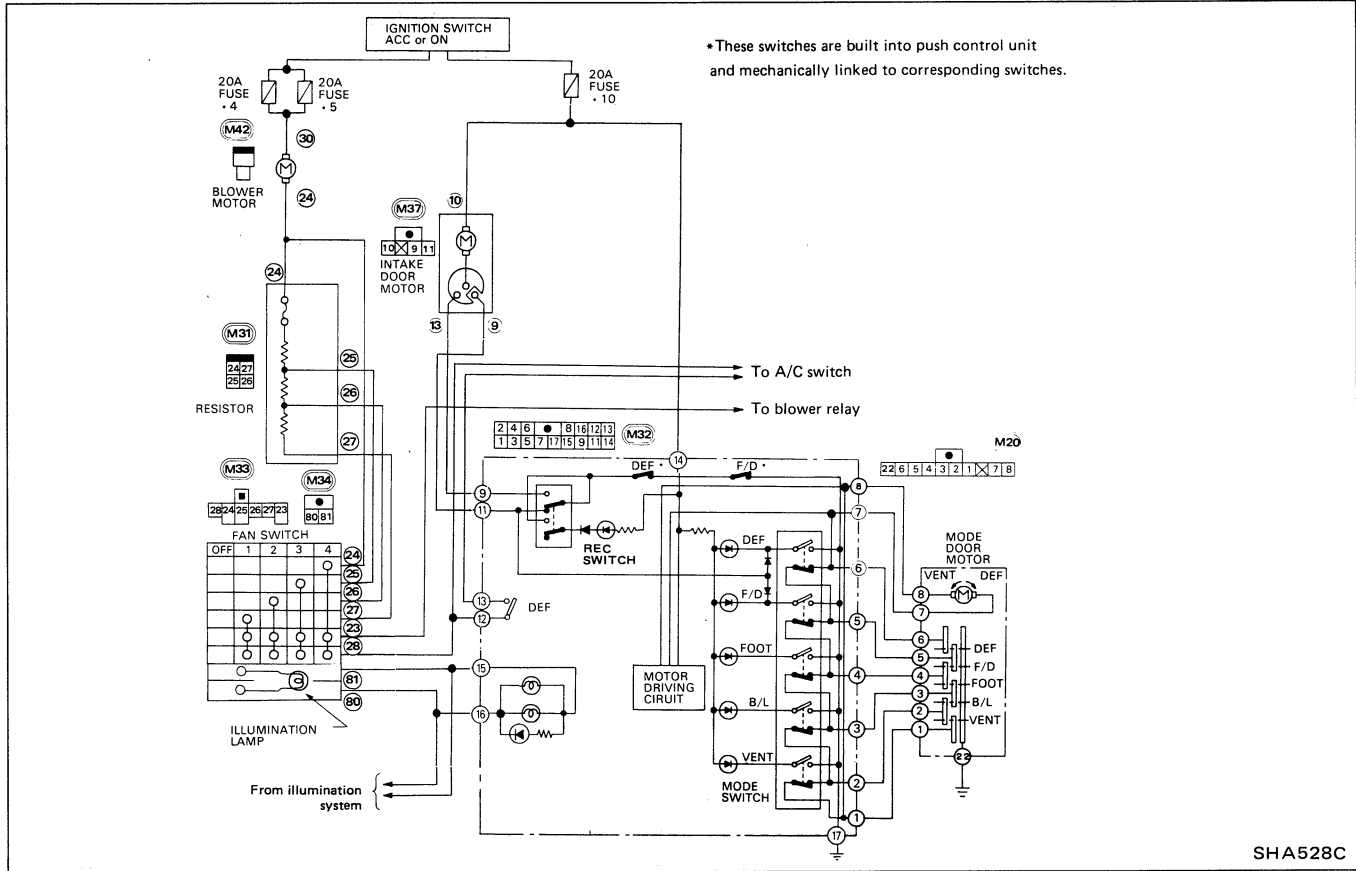 IGNITION SWITCH
ACC or ON
*These switches are built into push control unit
and mechanically linked to corresponding switches.
20A
FUSE
• 4
20A
FUSE
• 5
20A
FUSE
• 10
M42
30
M
BLOWER
MOTOR
24
M37
10
10 9 11
M
INTAKE
DOOR
MOTOR
24
13
9
M31
24 27
25 26
25
26
27
RESISTOR
To A/C switch
To blower relay
2 4 6 8 16 12 13
1 3 5 7 17 15 9 11 14
M32
M20
22 6 5 4 3 2 1 7 8
M33
28 24 25 26 27 23
M34
80 81
FAN SWITCH
OFF 1 2 3 4
24
25
26
27
23
28
81
80
ILLUMINATION
LAMP
From illumination
system
14
DEF *
F/D *
9
11
REC
SWITCH
13
12
DEF
15
16
MOTOR
DRIVING
CIRUIT
DEF
F/D
FOOT
B/L
VENT
MODE
SWITCH
8
7
6
5
4
3
2
1
17
MODE
DOOR
MOTOR
VENT DEF
M
8
7
6
5
4
3
2
1
DEF
F/D
FOOT
B/L
VENT
22
SHA528C